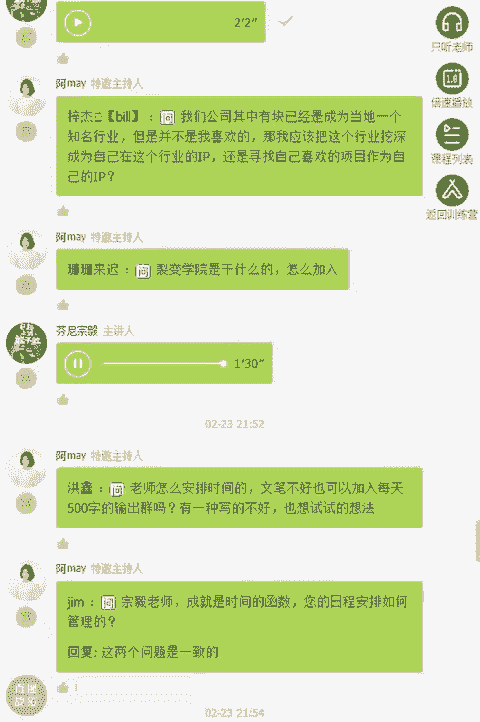 2'2"
只听老师
阿may 特邀主持人
1.0
倍速播放
梓杰【bill】：问 我们公司其中有块已经是成为当地一个
知名行业，但是并不是我喜欢的，那我应该把这个行业挖深
成为自己在这个行业的IP，还是寻找自己喜欢的项目作为自
己的IP？
课程列表
返回训练营
阿may 特邀主持人
珊珊来迟：问 裂变学院是干什么的，怎么加入
芬尼宗毅 主讲人
1'30"
02-23 21:52
阿may 特邀主持人
洪鑫：问 老师怎么安排时间的，文笔不好也可以加入每天
500字的输出群吗？有一种写的不好，也想试试的想法
阿may 特邀主持人
jim：问 宗毅老师，成就是时间的函数，您的日程安排如何
管理的？
回复: 这两个问题是一致的
02-23 21:54